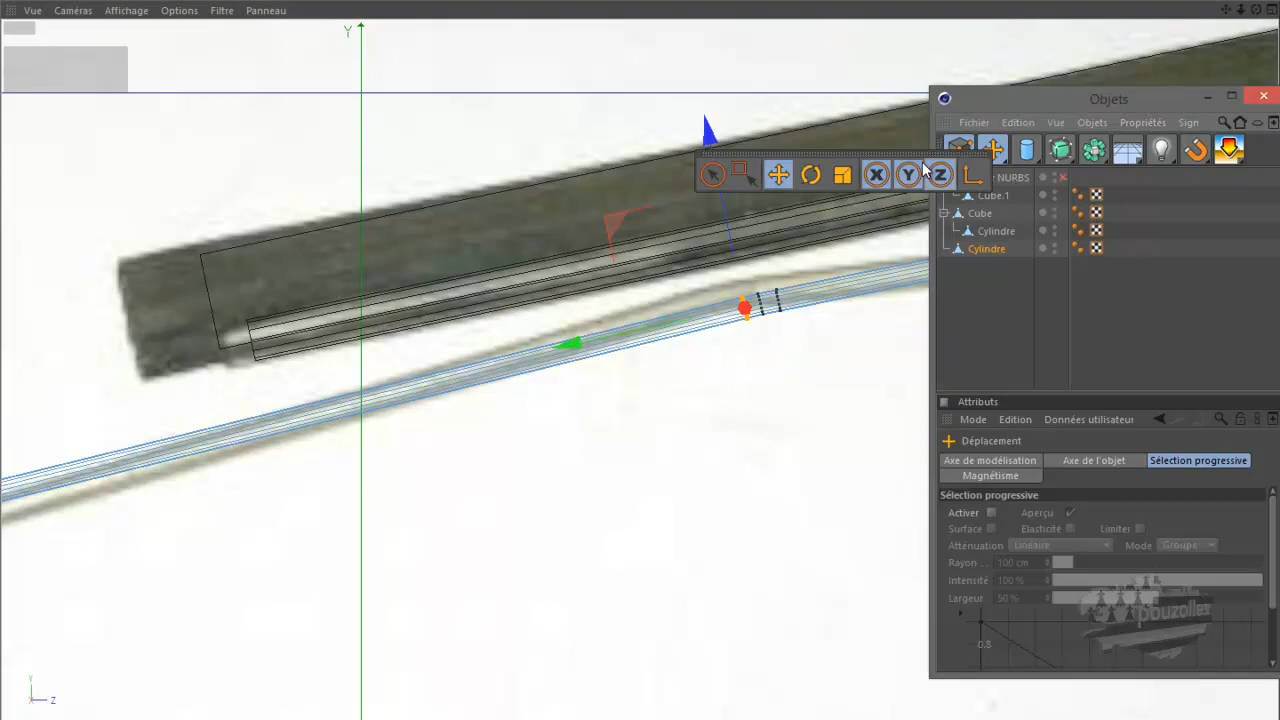 Vue Caméras Affichage Options Filtre Panneau
Y
Objets
Fichier Edition Vue Objets Propriétés Sign
X Y Z
NURBS
Cube.1
Cube
Cylindre
Cylindre
Attributs
Mode Edition Données utilisateur
Déplacement
Axe de modélisation Axe de l'objet Sélection progressive
Magnétisme
Sélection progressive
Activer Aperçu
Surface Elasticité Limiter
Atténuation Linéaire Mode Groupe
Rayon . . 100 cm
Intensité 100 %
Largeur 50 %
pouzolles
0.8
Y
X Z